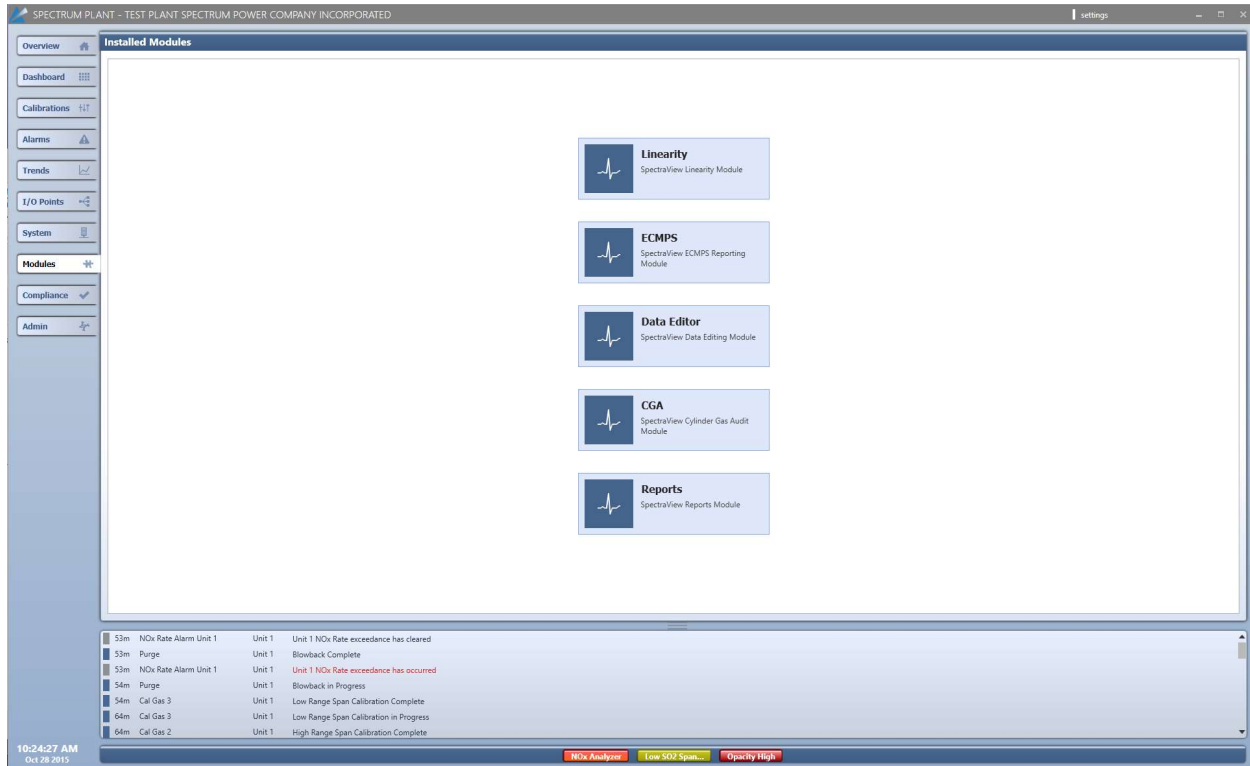 SPECTRUM PLANT - TEST PLANT SPECTRUM POWER COMPANY INCORPORATED
settings
Overview
Dashboard
Calibrations
Alarms
Trends
I/O Points
System
Modules
Compliance
Admin
Installed Modules
Linearity
SpectraView Linearity Module
ECMPS
SpectraView ECMPS Reporting
Module
Data Editor
SpectraView Data Editing Module
CGA
SpectraView Cylinder Gas Audit
Module
Reports
SpectraView Reports Module
53m NOx Rate Alarm Unit 1 Unit 1 Unit 1 NOx Rate exceedance has cleared
53m Purge Unit 1 Blowback Complete
53m NOx Rate Alarm Unit 1 Unit 1 Unit 1 NOx Rate exceedance has occurred
54m Purge Unit 1 Blowback in Progress
54m Cal Gas 3 Unit 1 Low Range Span Calibration Complete
64m Cal Gas 3 Unit 1 Low Range Span Calibration in Progress
64m Cal Gas 2 Unit 1 High Range Span Calibration Complete
10:24:27 AM
Oct 28 2015
NOx Analyzer Low SO2 Span... Opacity High